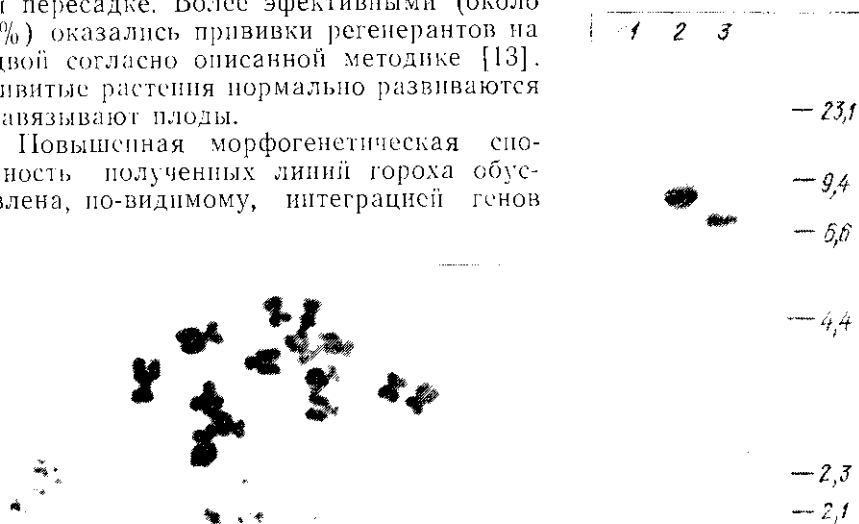 пересадке. Более эфективными (около
%) оказались прививки регенерантов на
двой согласно описанной методике [13].
ивитые растения нормально развиваются
авязывают плоды.
Повышенная морфогенетическая спо-
ность полученных линий гороха обус-
влена, по-видимому, интеграцией генов
1 2 3
— 23,1
— 9,4
— 6,6
— 4,4
— 2,3
— 2,1